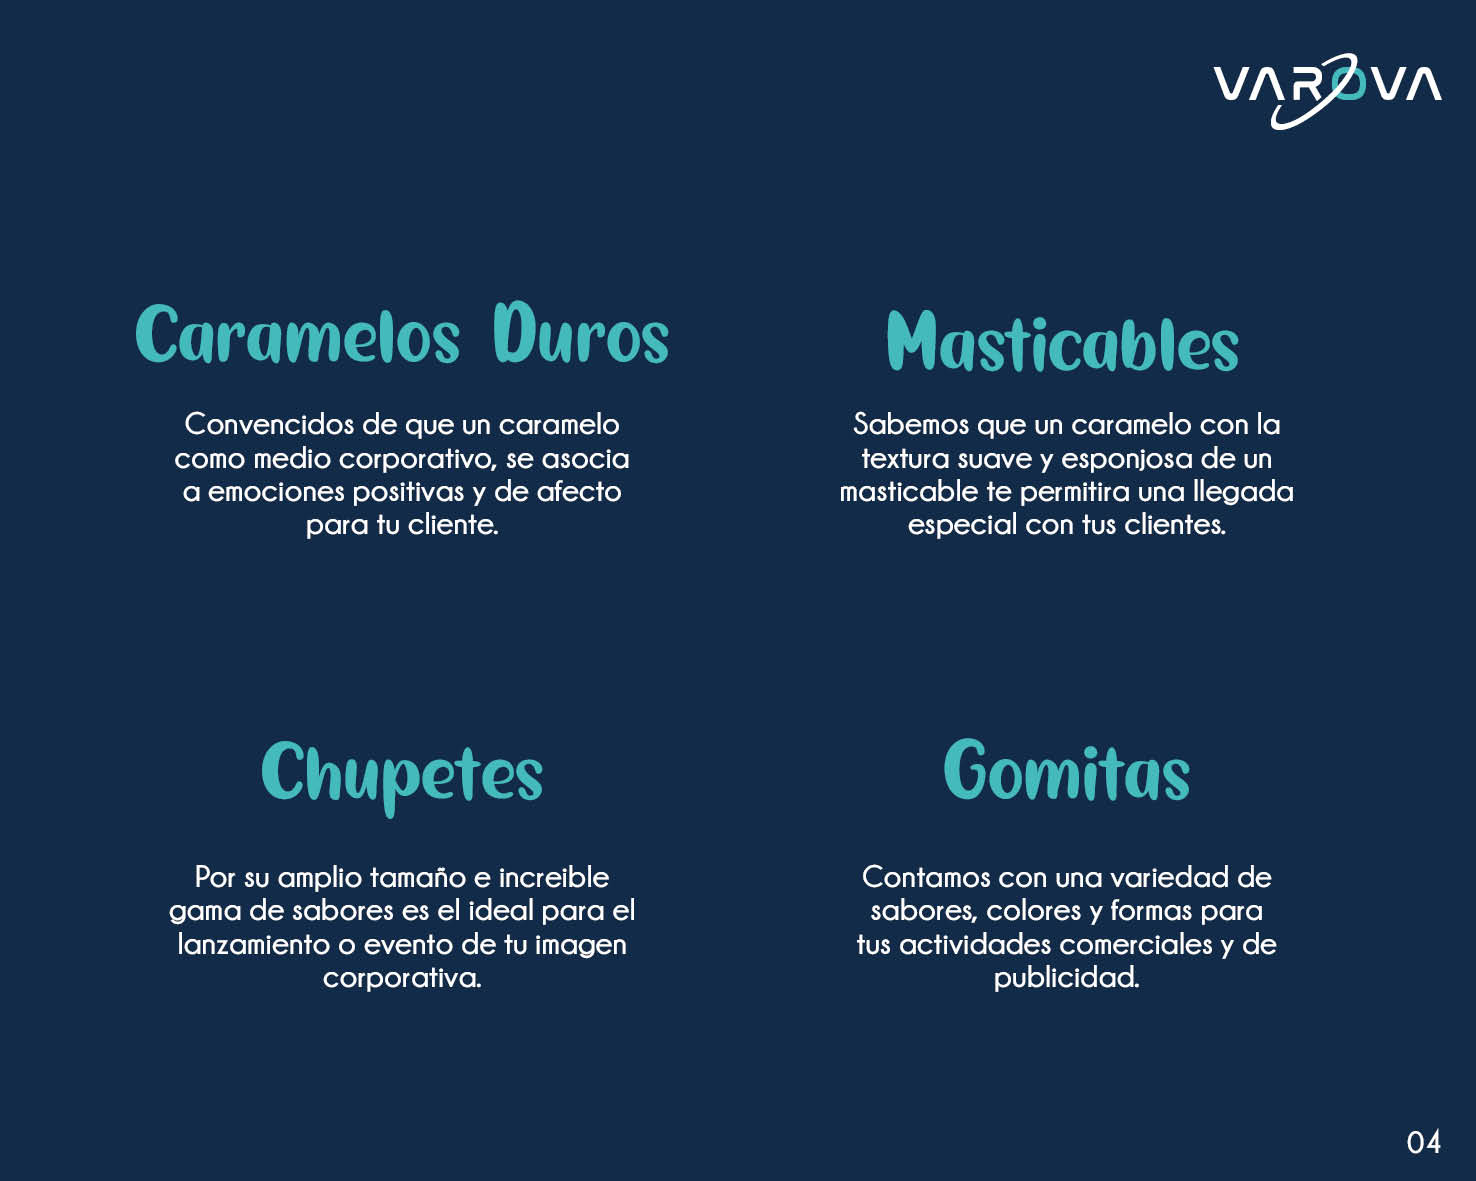 VAROVA
Caramelos Duros
Convencidos de que un caramelo
como medio corporativo, se asocia
a emociones positivas y de afecto
para tu cliente.
Masticables
Sabemos que un caramelo con la
textura suave y esponjosa de un
masticable te permitira una llegada
especial con tus clientes.
Chupetes
Por su amplio tamaño e increible
gama de sabores es el ideal para el
lanzamiento o evento de tu imagen
corporativa.
Gomitas
Contamos con una variedad de
sabores, colores y formas para
tus actividades comerciales y de
publicidad.
04